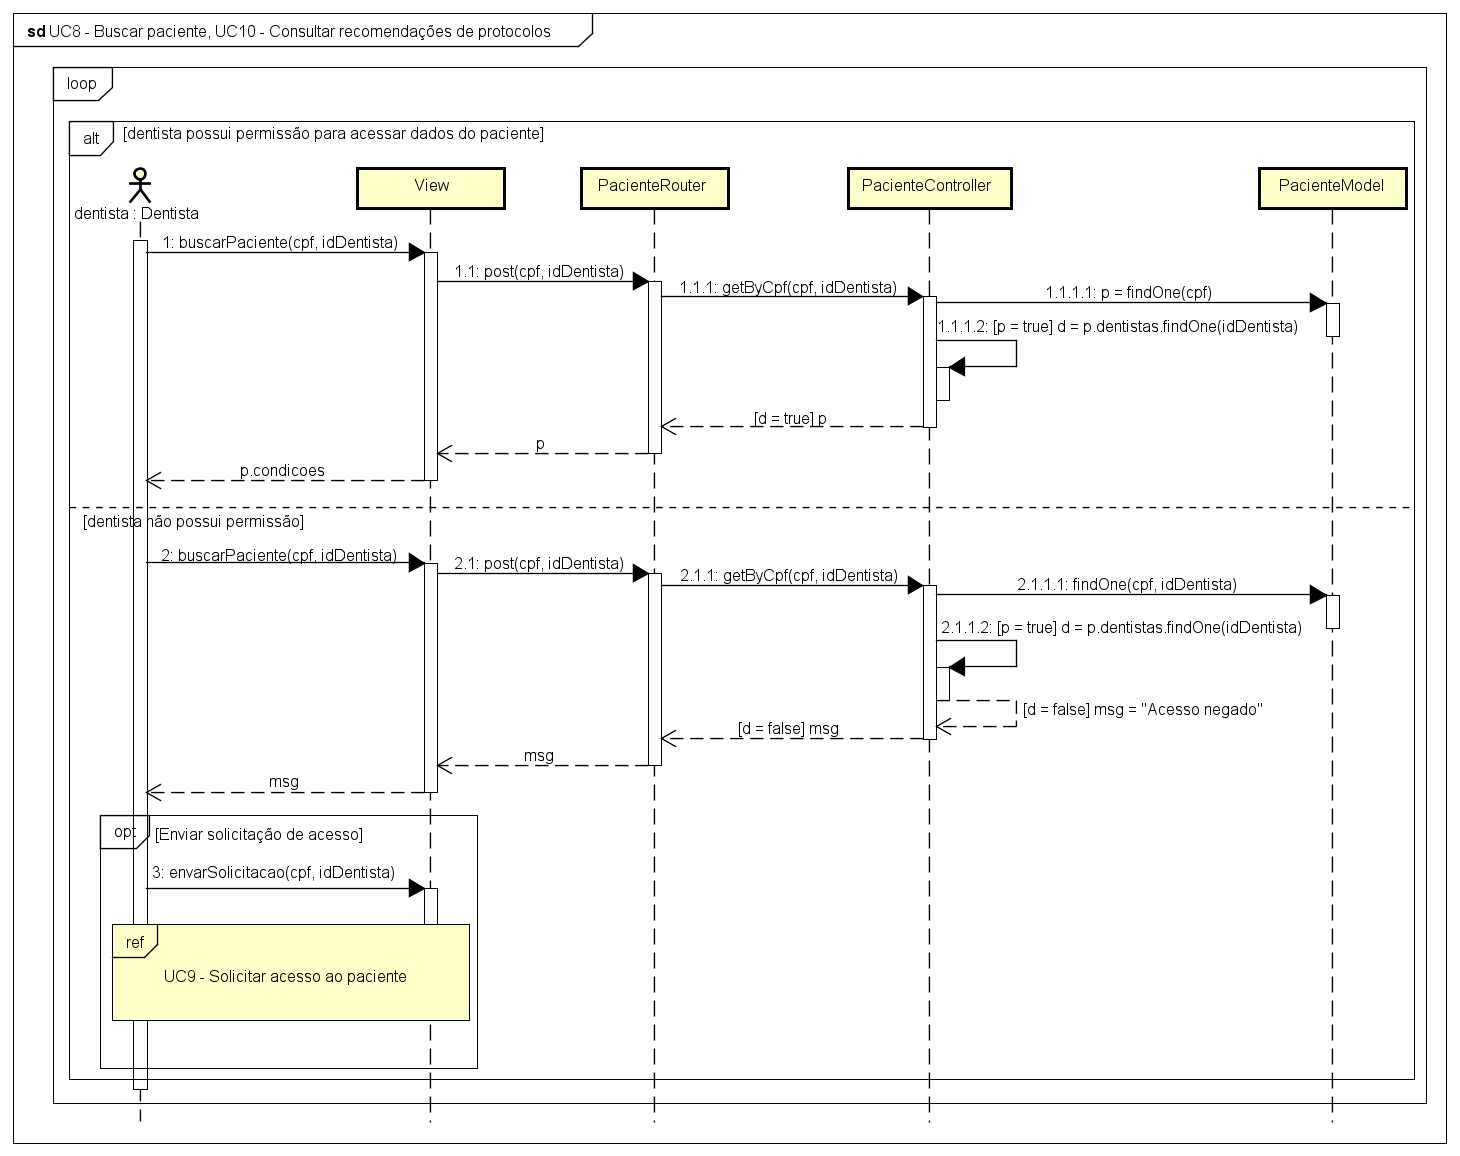 sd UC8 - Buscar paciente, UC10 - Consultar recomendações de protocolos
loop
alt
[dentista possui permissão para acessar dados do paciente]
dentista : Dentista
View
PacienteRouter
PacienteController
PacienteModel
1: buscarPaciente(cpf, idDentista)
1.1: post(cpf, idDentista)
1.1.1: getByCpf(cpf, idDentista)
1.1.1.1: p = findOne(cpf)
1.1.1.2: [p = true] d = p.dentistas.findOne(idDentista)
[d = true] p
p
p.condicoes
[dentista não possui permissão]
2: buscarPaciente(cpf, idDentista)
2.1: post(cpf, idDentista)
2.1.1: getByCpf(cpf, idDentista)
2.1.1.1: findOne(cpf, idDentista)
2.1.1.2: [p = true] d = p.dentistas.findOne(idDentista)
[d = false] msg = "Acesso negado"
[d = false] msg
msg
msg
opt
[Enviar solicitação de acesso]
3: envarSolicitacao(cpf, idDentista)
ref
UC9 - Solicitar acesso ao paciente